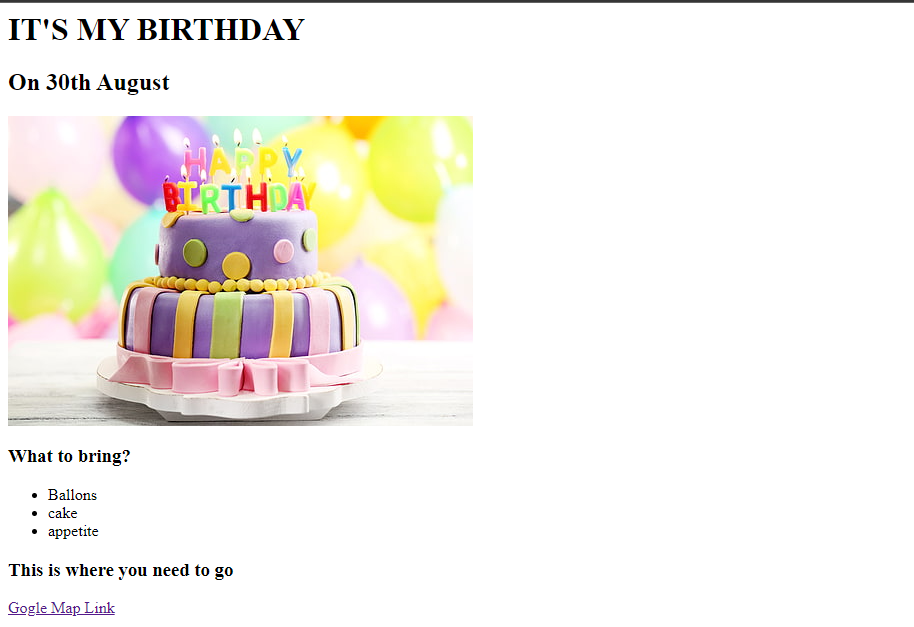 IT'S MY BIRTHDAY
On 30th August
HAPPY
BIRTHDAY
What to bring?
Ballons
cake
appetite
This is where you need to go
Gogle Map Link